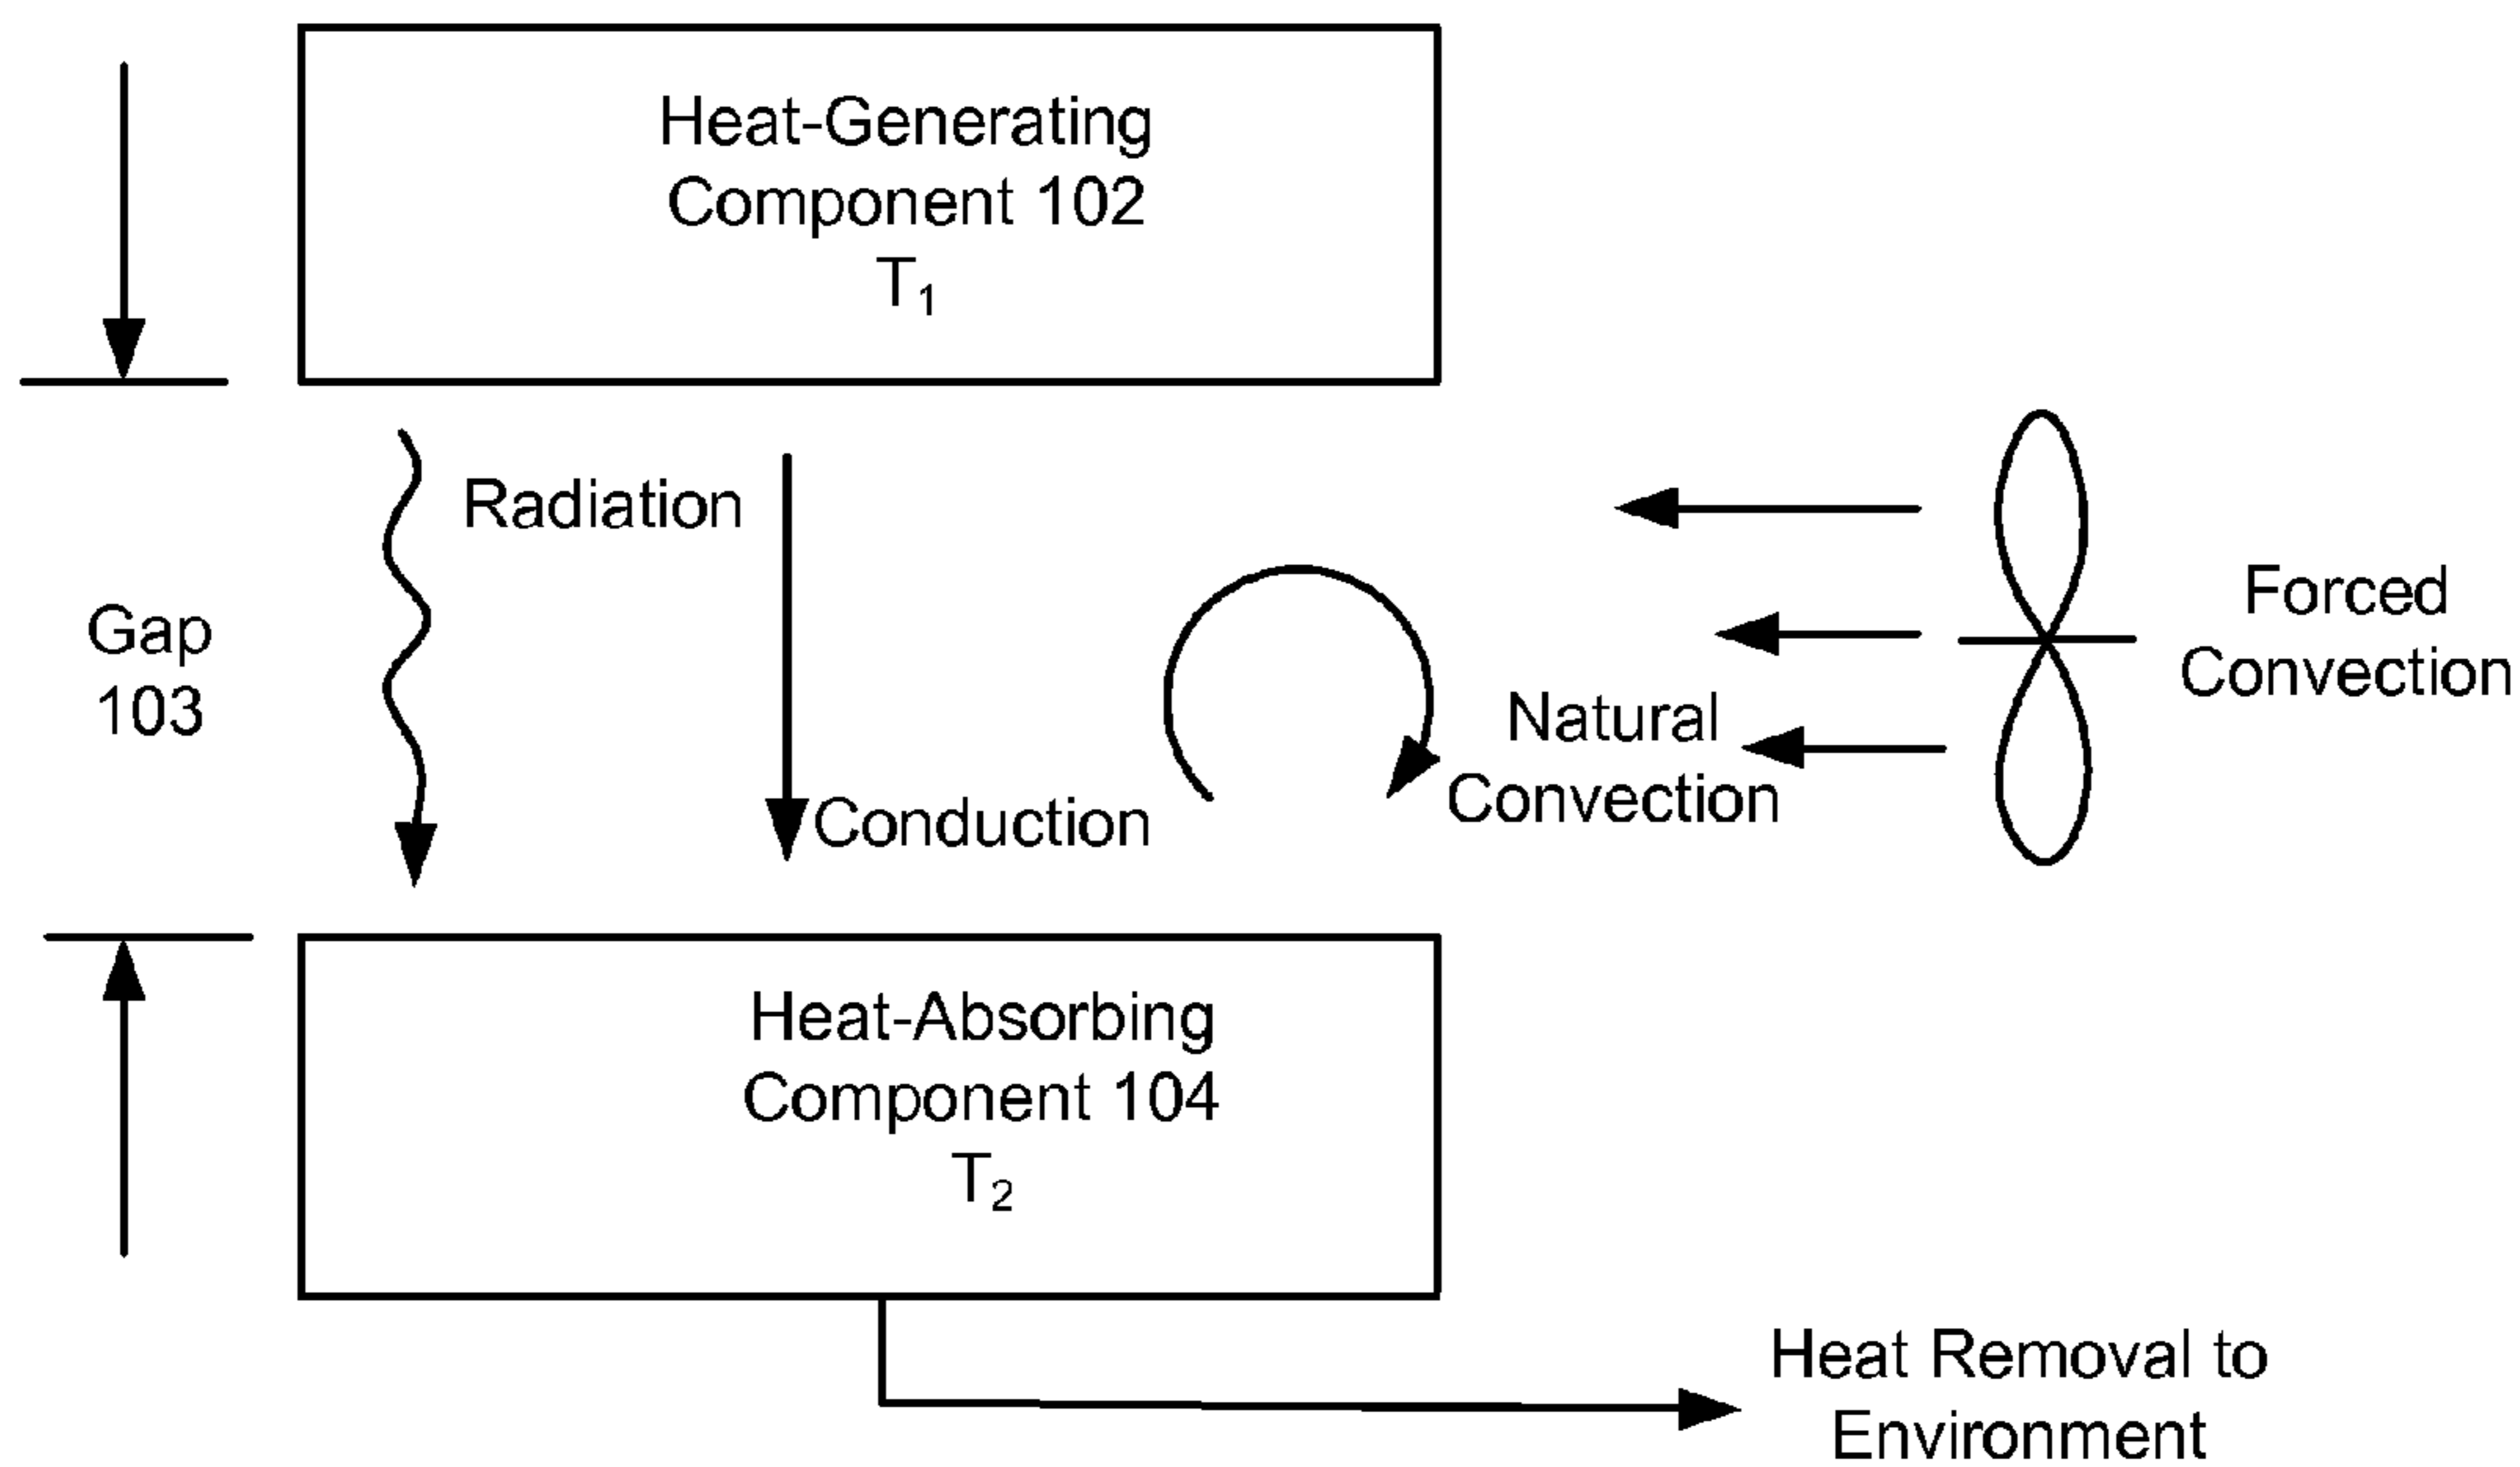 Heat-Generating
Component 102
T₁
Radiation
Gap
103
Conduction
Natural
Convection
Forced
Convection
Heat-Absorbing
Component 104
T₂
Heat Removal to
Environment